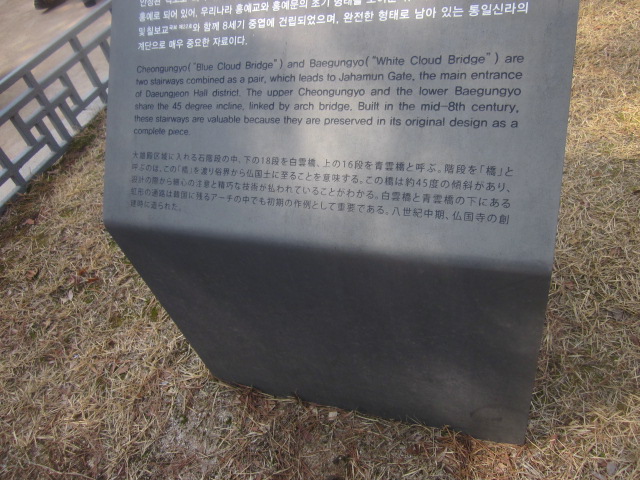 홍예로 되어 있어, 우리나라 홍예교와 홍예문의
및 칠보교국보 제22호와 함께 8세기 중엽에 건립되었으며, 완전한 형태로 남아 있는 통일신라의
계단으로 매우 중요한 자료이다.
Cheongungyo("Blue Cloud Bridge") and Baegungyo("White Cloud Bridge") are
two stairways combined as a pair, which leads to Jahamun Gate, the main entrance
of Daeungjeon Hall district. The upper Cheongungyo and the lower Baegungyo
share the 45 degree incline, linked by arch bridge. Built in the mid-8th century,
these stairways are valuable because they are preserved in its original design as a
complete piece.
大雄殿区域に入れる石階段の中、下の18段を白雲橋、上の16段を青雲橋と呼ぶ。階段を「橋」と
呼ぶのは、この「橋」を渡り俗界から仏国土に至ることを意味する。この橋は約45度の傾斜があり、
設計の際から細心の注意と精巧な技術が払われていることがわかる。白雲橋と青雲橋の下にある
虹形の通路は韓国に残るアーチの中でも初期の作例として重要である。八世紀中期、仏国寺の創
建時に造られた。